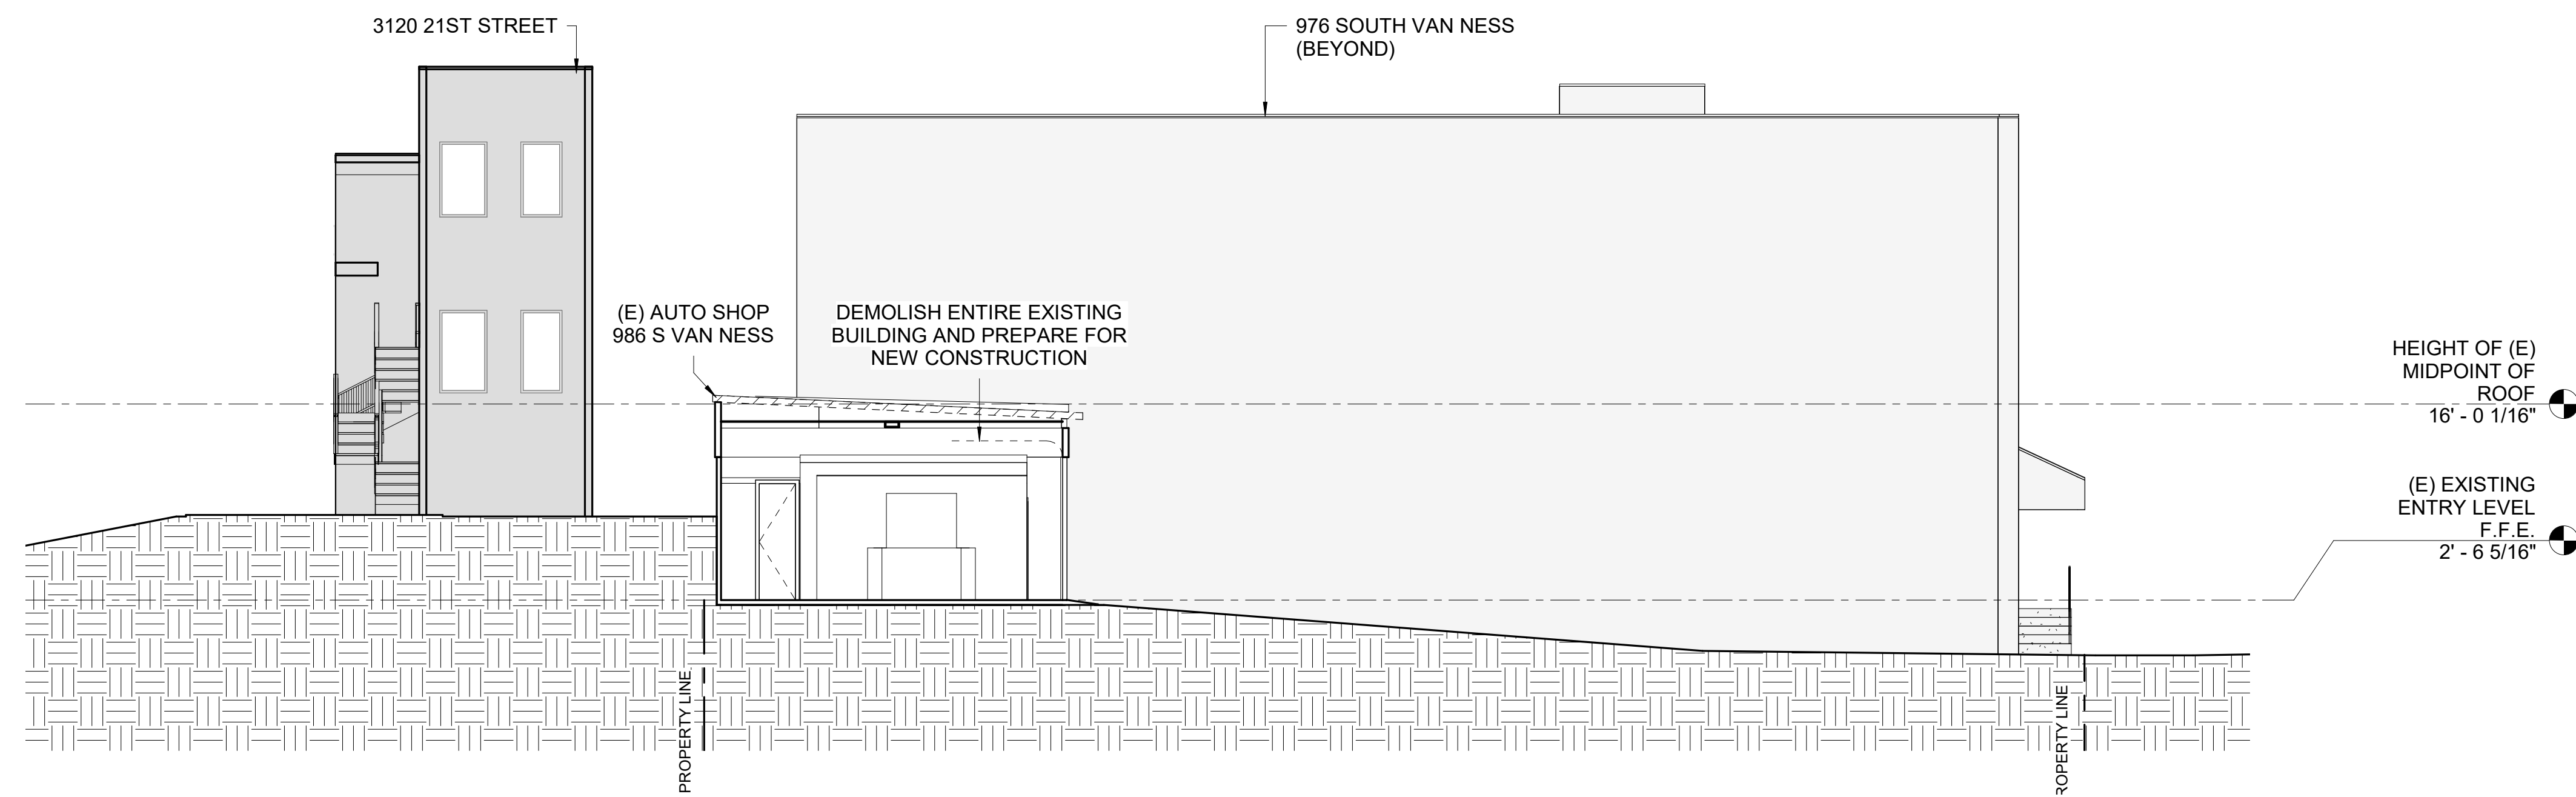 3120 21ST STREET
976 SOUTH VAN NESS
(BEYOND)
(E) AUTO SHOP
986 S VAN NESS
DEMOLISH ENTIRE EXISTING
BUILDING AND PREPARE FOR
NEW CONSTRUCTION
HEIGHT OF (E)
MIDPOINT OF
ROOF
16' - 0 1/16"
(E) EXISTING
ENTRY LEVEL
F.F.E.
2' - 6 5/16"
PROPERTY LINE
ROPERTY LINE